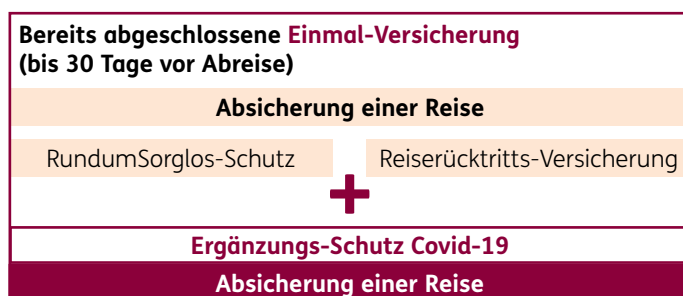 Bereits abgeschlossene Einmal-Versicherung
(bis 30 Tage vor Abreise)
Absicherung einer Reise
RundumSorglos-Schutz
Reiserücktritts-Versicherung
+
Ergänzungs-Schutz Covid-19
Absicherung einer Reise